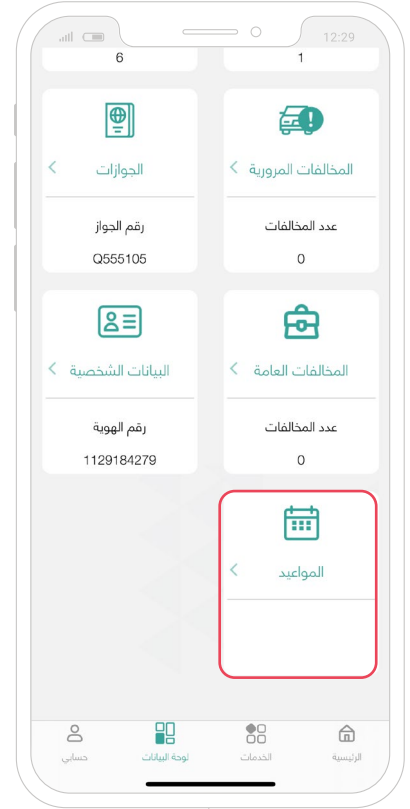 12:29
1
6
المخالفات المرورية
الجوازات
عدد المخالفات
رقم الجواز
0
Q555105
المخالفات العامة
البيانات الشخصية
عدد المخالفات
رقم الهوية
0
1129184279
المواعيد
الرئيسية
الخدمات
لوحة البيانات
حسابي